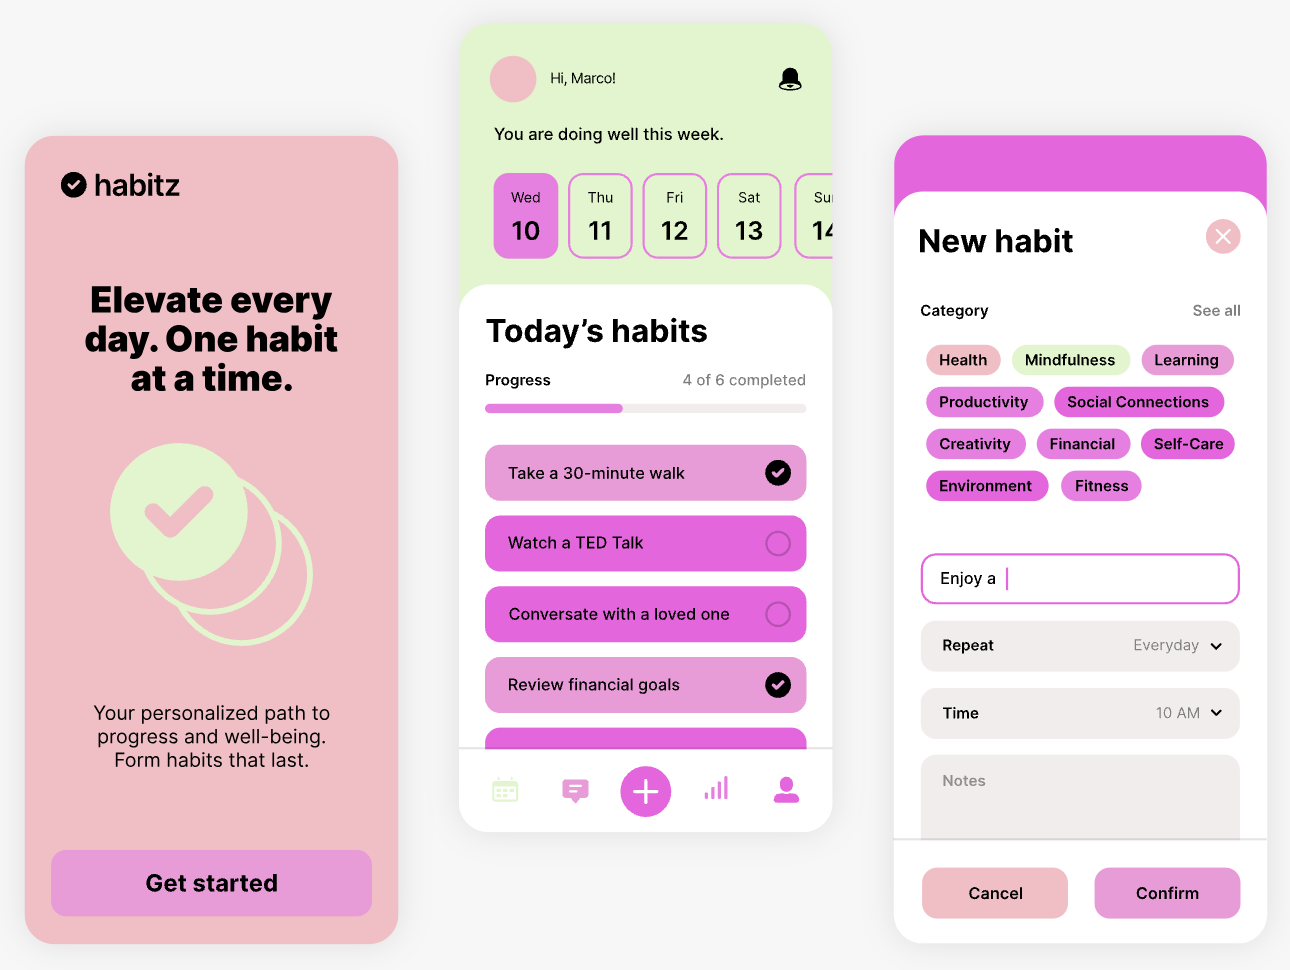 habitz
Elevate every
day. One habit
at a time.
Your personalized path to
progress and well-being.
Form habits that last.
Get started
Hi, Marco!
You are doing well this week.
Wed Thu Fri Sat Sun
10 11 12 13 14
Today's habits
Progress 4 of 6 completed
Take a 30-minute walk
Watch a TED Talk
Conversate with a loved one
Review financial goals
New habit
Category See all
Health Mindfulness Learning
Productivity Social Connections
Creativity Financial Self-Care
Environment Fitness
Enjoy a
Repeat Everyday
Time 10 AM
Notes
Cancel Confirm